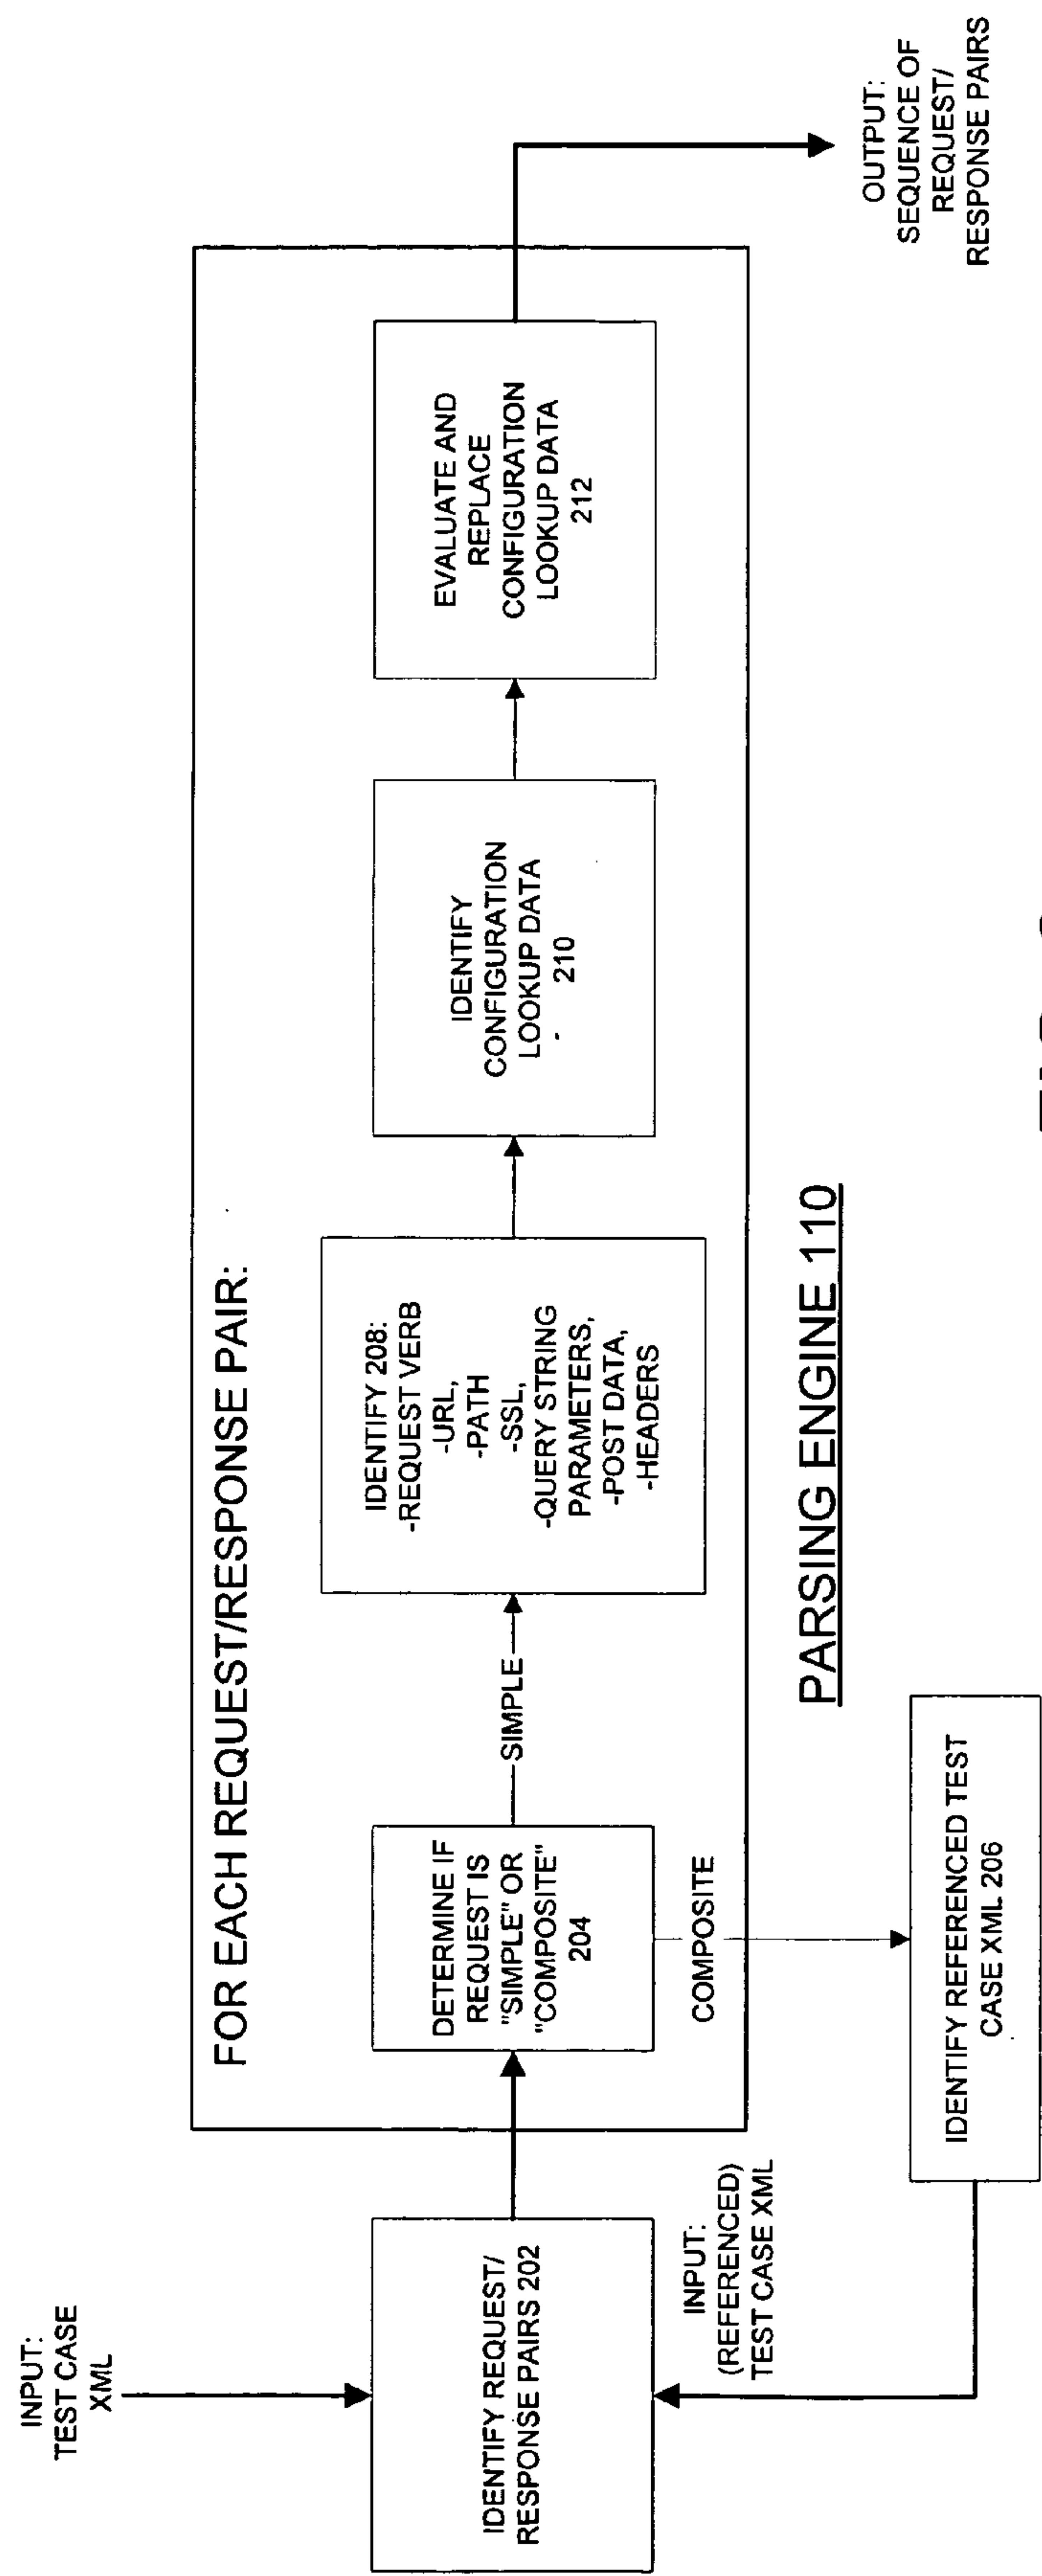 INPUT:
TEST CASE
XML
IDENTIFY REQUEST/
RESPONSE PAIRS 202
INPUT:
(REFERENCED)
TEST CASE XML
FOR EACH REQUEST/RESPONSE PAIR:
DETERMINE IF
REQUEST IS
"SIMPLE" OR
"COMPOSITE"
204
SIMPLE
COMPOSITE
IDENTIFY REFERENCED TEST
CASE XML 206
IDENTIFY 208:
-REQUEST VERB
-URL,
-PATH
-SSL,
-QUERY STRING
PARAMETERS,
-POST DATA,
-HEADERS
IDENTIFY
CONFIGURATION
LOOKUP DATA
210
EVALUATE AND
REPLACE
CONFIGURATION
LOOKUP DATA
212
OUTPUT:
SEQUENCE OF
REQUEST/
RESPONSE PAIRS
PARSING ENGINE 110